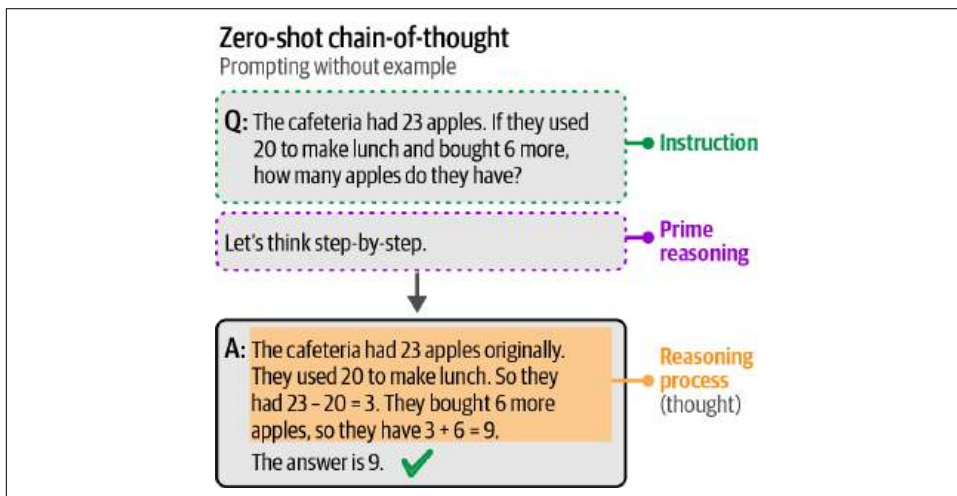 Zero-shot chain-of-thought
Prompting without example
Q: The cafeteria had 23 apples. If they used
20 to make lunch and bought 6 more,
how many apples do they have?
Instruction
Let's think step-by-step.
Prime
reasoning
A: The cafeteria had 23 apples originally.
They used 20 to make lunch. So they
had 23 – 20 = 3. They bought 6 more
apples, so they have 3 + 6 = 9.
The answer is 9.
Reasoning
process
(thought)